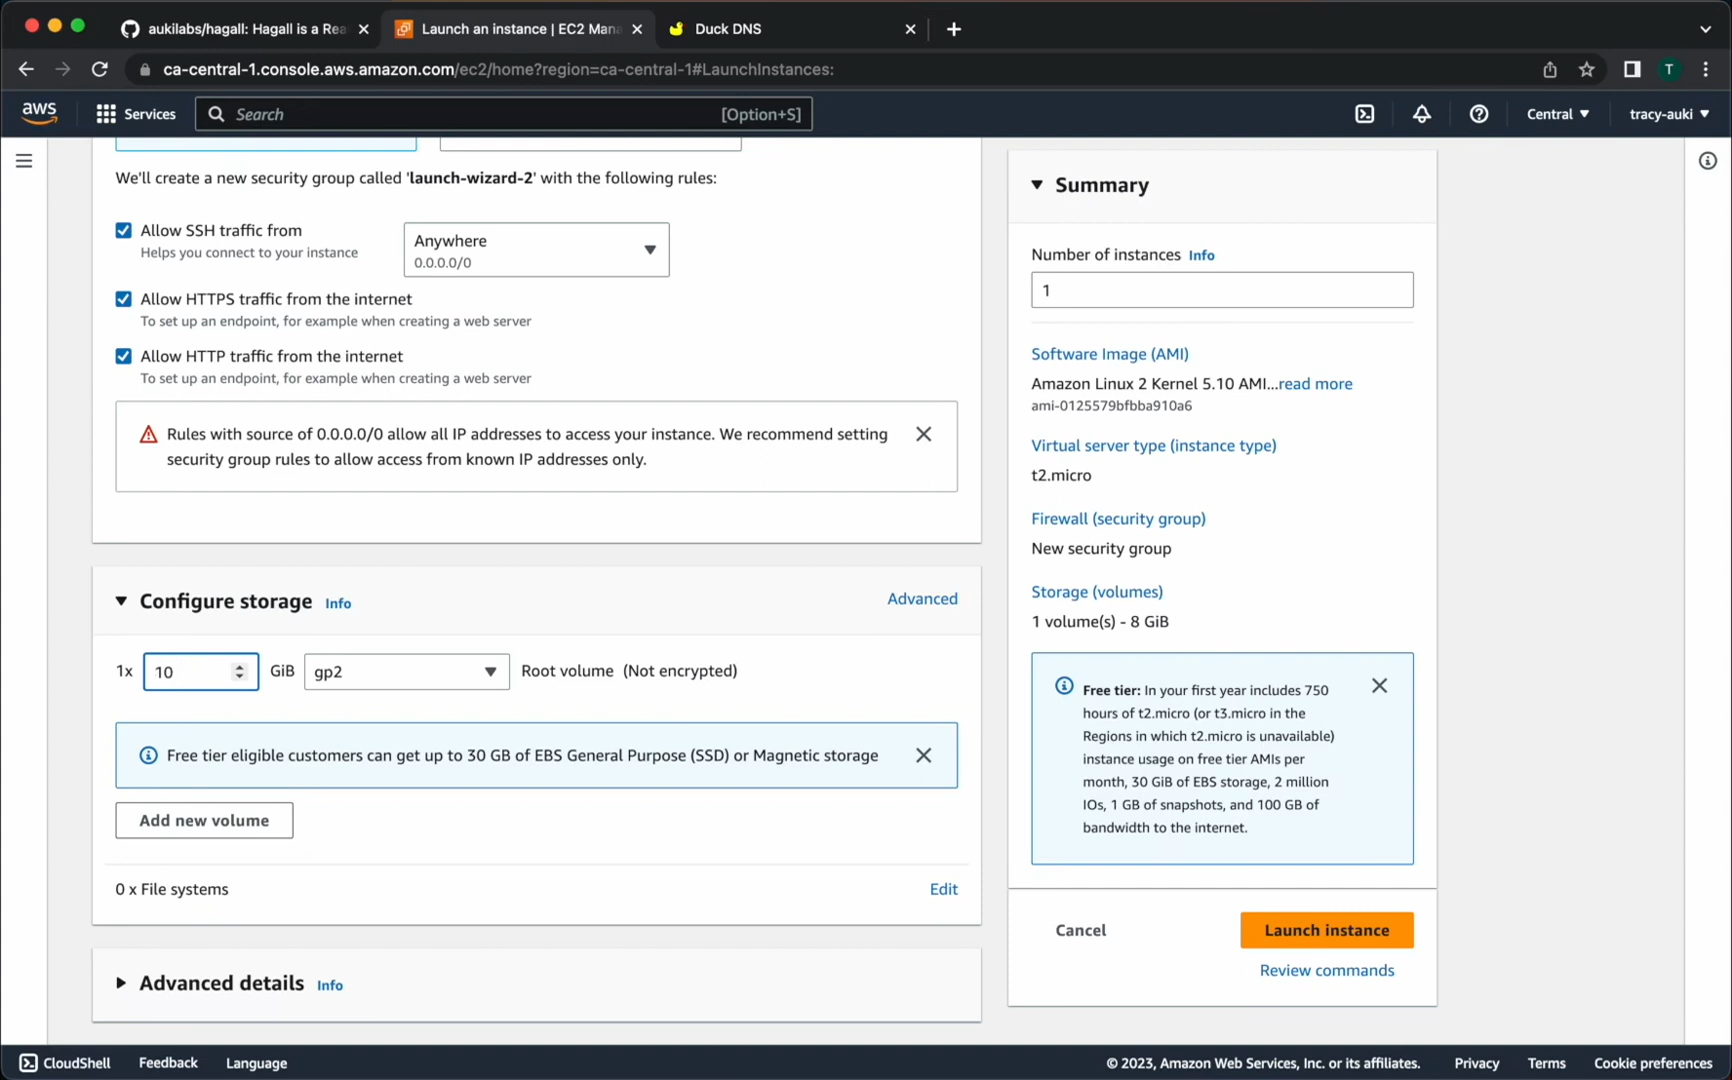 aukilabs/hagall: Hagall is a Rea
Launch an instance | EC2 Mana
Duck DNS
ca-central-1.console.aws.amazon.com/ec2/home?region=ca-central-1#LaunchInstances:
T
aws
Services
Search
[Option+S]
Central
tracy-auki
We'll create a new security group called 'launch-wizard-2' with the following rules:
Allow SSH traffic from
Helps you connect to your instance
Anywhere
0.0.0.0/0
Allow HTTPS traffic from the internet
To set up an endpoint, for example when creating a web server
Allow HTTP traffic from the internet
To set up an endpoint, for example when creating a web server
Rules with source of 0.0.0.0/0 allow all IP addresses to access your instance. We recommend setting
security group rules to allow access from known IP addresses only.
Configure storage Info
Advanced
1x 10 GiB gp2 Root volume (Not encrypted)
Free tier eligible customers can get up to 30 GB of EBS General Purpose (SSD) or Magnetic storage
Add new volume
0 x File systems
Edit
Advanced details Info
Summary
Number of instances Info
1
Software Image (AMI)
Amazon Linux 2 Kernel 5.10 AMI...read more
ami-0125579bfbba910a6
Virtual server type (instance type)
t2.micro
Firewall (security group)
New security group
Storage (volumes)
1 volume(s) - 8 GiB
Free tier: In your first year includes 750
hours of t2.micro (or t3.micro in the
Regions in which t2.micro is unavailable)
instance usage on free tier AMIs per
month, 30 GiB of EBS storage, 2 million
IOs, 1 GB of snapshots, and 100 GB of
bandwidth to the internet.
Cancel
Launch instance
Review commands
CloudShell
Feedback
Language
© 2023, Amazon Web Services, Inc. or its affiliates.
Privacy
Terms
Cookie preferences